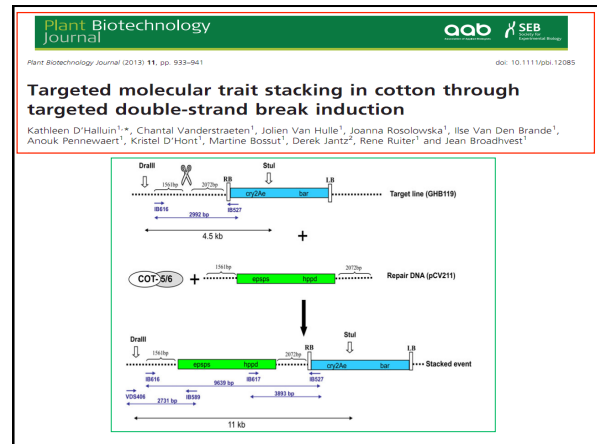 Plant Biotechnology
Journal
aab
SEB
Society for
Experimental Biology
Plant Biotechnology Journal (2013) 11, pp. 933–941
doi: 10.1111/pbi.12085
Targeted molecular trait stacking in cotton through
targeted double-strand break induction
Kathleen D'Halluin1,*, Chantal Vanderstraeten1, Jolien Van Hulle1, Joanna Rosolowska1, Ilse Van Den Brande1,
Anouk Pennewaert1, Kristel D'Hont1, Martine Bossut1, Derek Jantz2, Rene Ruiter1 and Jean Broadhvest1
DraIII
StuI
1561bp
2072bp
RB
LB
cry2Ae
bar
Target line (GHB119)
IB616
IB527
2992 bp
4.5 kb
+
COT-5/6
+
1561bp
epsps
hppd
2072bp
Repair DNA (pCV211)
DraIII
StuI
1561bp
epsps
hppd
2072bp
RB
cry2Ae
bar
LB
Stacked event
IB616
IB617
IB527
9639 bp
VDS406
IB589
3893 bp
2731 bp
11 kb